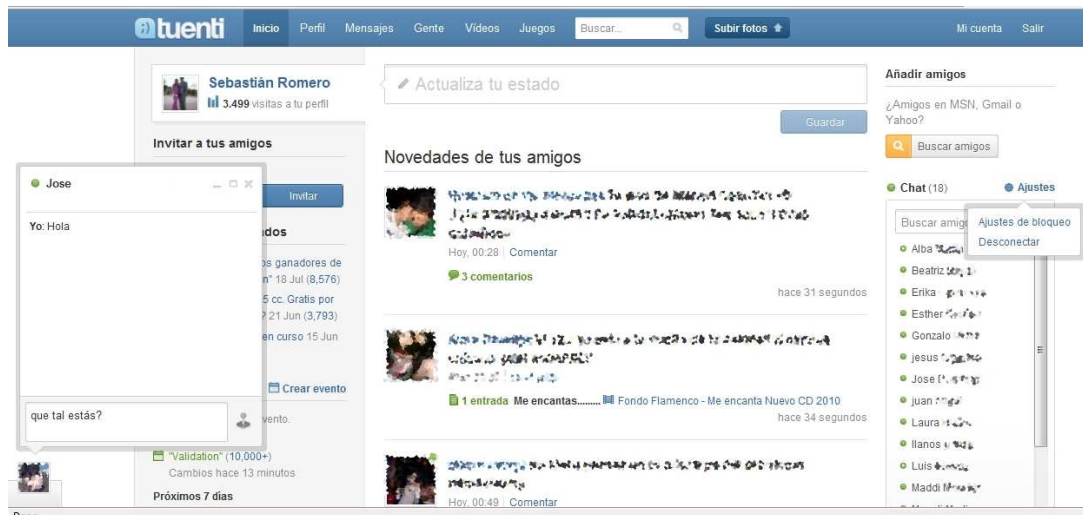 tuenti
Inicio Perfil Mensajes Gente Vídeos Juegos Buscar... Subir fotos Mi cuenta Salir
Sebastián Romero
3.499 visitas a tu perfil
Invitar a tus amigos
Invitar
Jose
Yo: Hola
que tal estás?
dos
os ganadores de
18 Jul (8,576)
5 cc. Gratis por
? 21 Jun (3,793)
en curso 15 Jun
Crear evento
vento.
"Validation" (10,000+)
Cambios hace 13 minutos
Próximos 7 días
Actualiza tu estado
Guardar
Novedades de tus amigos
Hoy, 00:28 Comentar
3 comentarios
hace 31 segundos
1 entrada Me encantas......... Fondo Flamenco - Me encanta Nuevo CD 2010
hace 34 segundos
Hoy, 00:49 Comentar
Añadir amigos
¿Amigos en MSN, Gmail o
Yahoo?
Buscar amigos
Chat (18) Ajustes
Buscar amig
Ajustes de bloqueo
Desconectar
Alba
Beatriz
Erika
Esther
Gonzalo
jesus
Jose
juan
Laura
llanos
Luis
Maddi